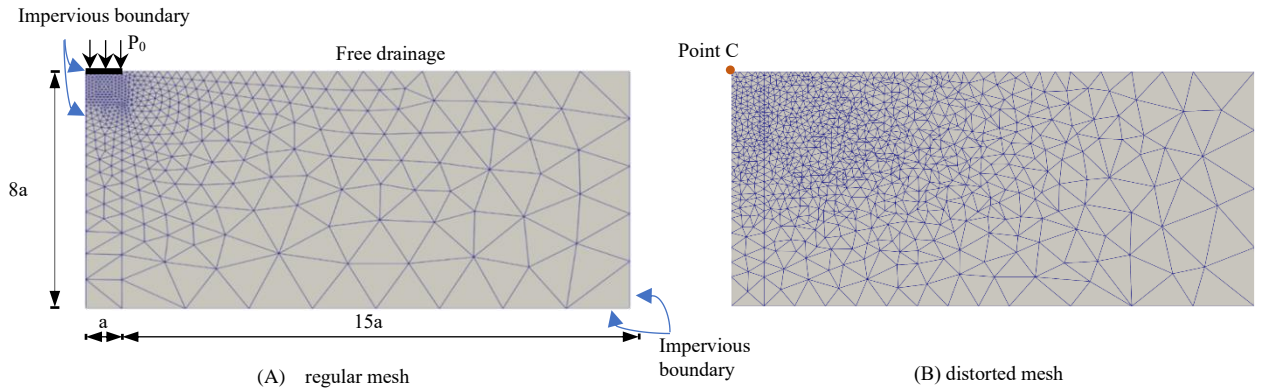 Impervious boundary
P0
Free drainage
Point C
8a
a
15a
Impervious
boundary
(A) regular mesh
(B) distorted mesh